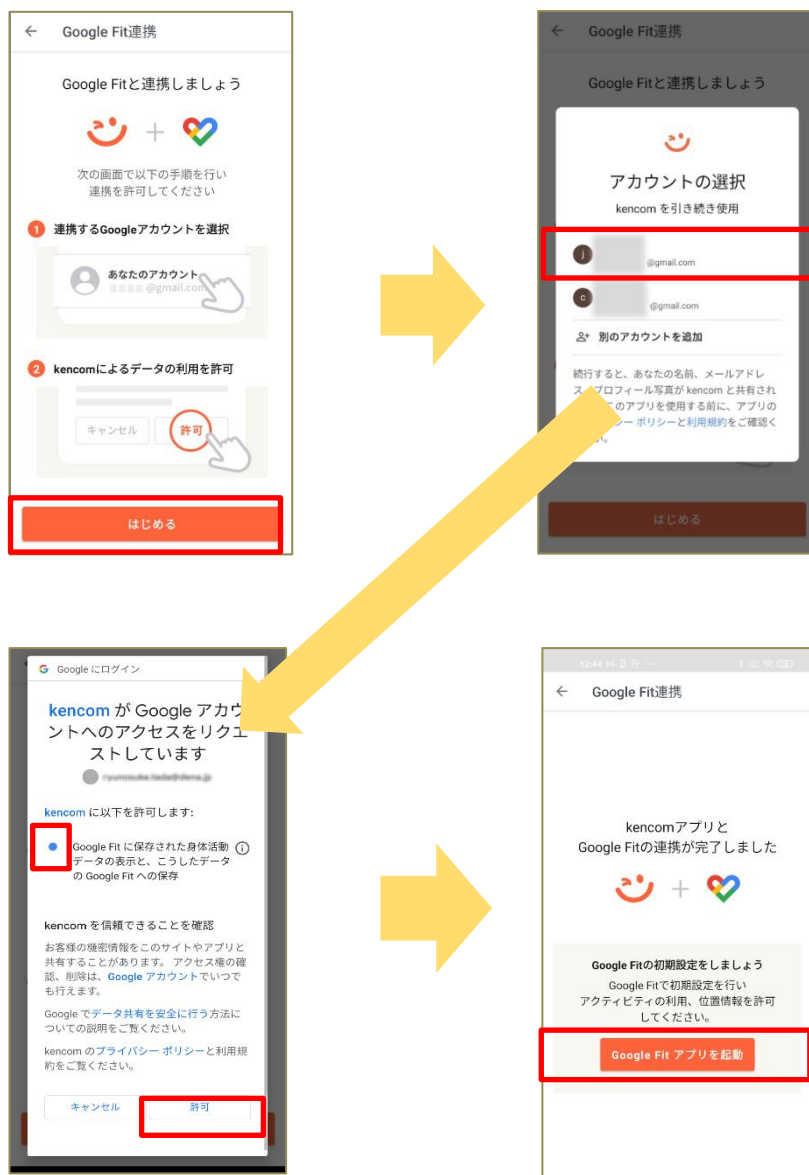 ← Google Fit連携
Google Fitと連携しましょう
次の画面で以下の手順を行い
連携を許可してください
1 連携するGoogleアカウントを選択
あなたのアカウント
@gmail.com
2 kencomによるデータの利用を許可
キャンセル 許可
はじめる
← Google Fit連携
Google Fitと連携しましょう
アカウントの選択
kencom を引き続き使用
j
@gmail.com
c
@gmail.com
別のアカウントを追加
続行すると、あなたの名前、メールアドレ
ス、プロフィール写真が kencom と共有され
このアプリを使用する前に、アプリの
シー ポリシーと利用規約をご確認く
い。
はじめる
G Google にログイン
kencom が Google アカウ
ントへのアクセスをリクエ
ストしています
kencom に以下を許可します:
Google Fit に保存された身体活動
データの表示と、こうしたデータ
の Google Fit への保存
kencom を信頼できることを確認
お客様の機密情報をこのサイトやアプリと
共有することがあります。 アクセス権の確
認、削除は、Google アカウントでいつで
も行えます。
Google でデータ共有を安全に行う方法に
ついての説明をご覧ください。
kencom のプライバシー ポリシーと利用規
約をご覧ください。
キャンセル 許可
12:44
← Google Fit連携
kencomアプリと
Google Fitの連携が完了しました
Google Fitの初期設定をしましょう
Google Fitで初期設定を行い
アクティビティの利用、位置情報を許可
してください。
Google Fit アプリを起動